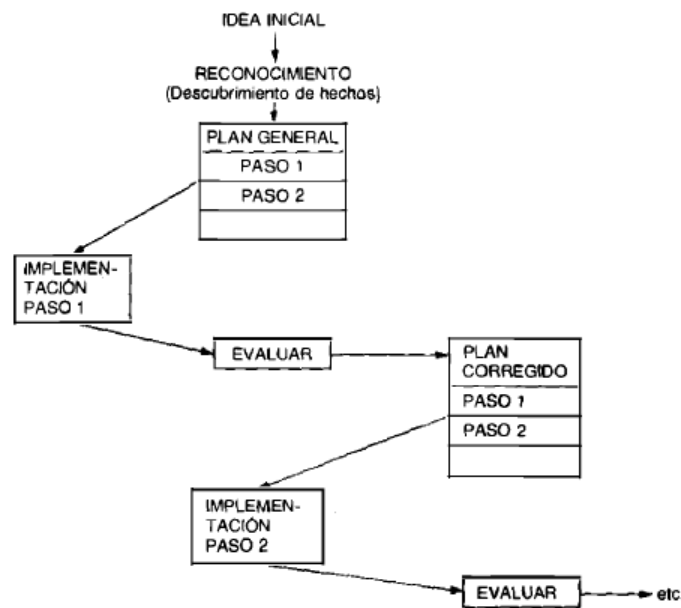 IDEA INICIAL
RECONOCIMIENTO
(Descubrimiento de hechos)
PLAN GENERAL
PASO 1
PASO 2
IMPLEMEN-
TACIÓN
PASO 1
EVALUAR
PLAN
CORREGIDO
PASO 1
PASO 2
IMPLEMEN-
TACIÓN
PASO 2
EVALUAR
etc